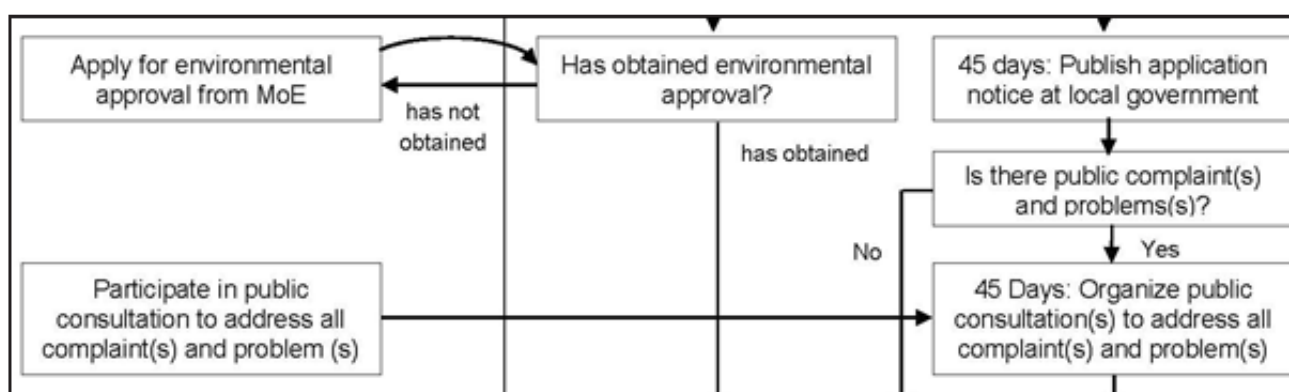 Apply for environmental
approval from MoE
has not
obtained
Has obtained environmental
approval?
has obtained
45 days: Publish application
notice at local government
Is there public complaint(s)
and problems(s)?
No
Yes
Participate in public
consultation to address all
complaint(s) and problem (s)
45 Days: Organize public
consultation(s) to address all
complaint(s) and problem(s)